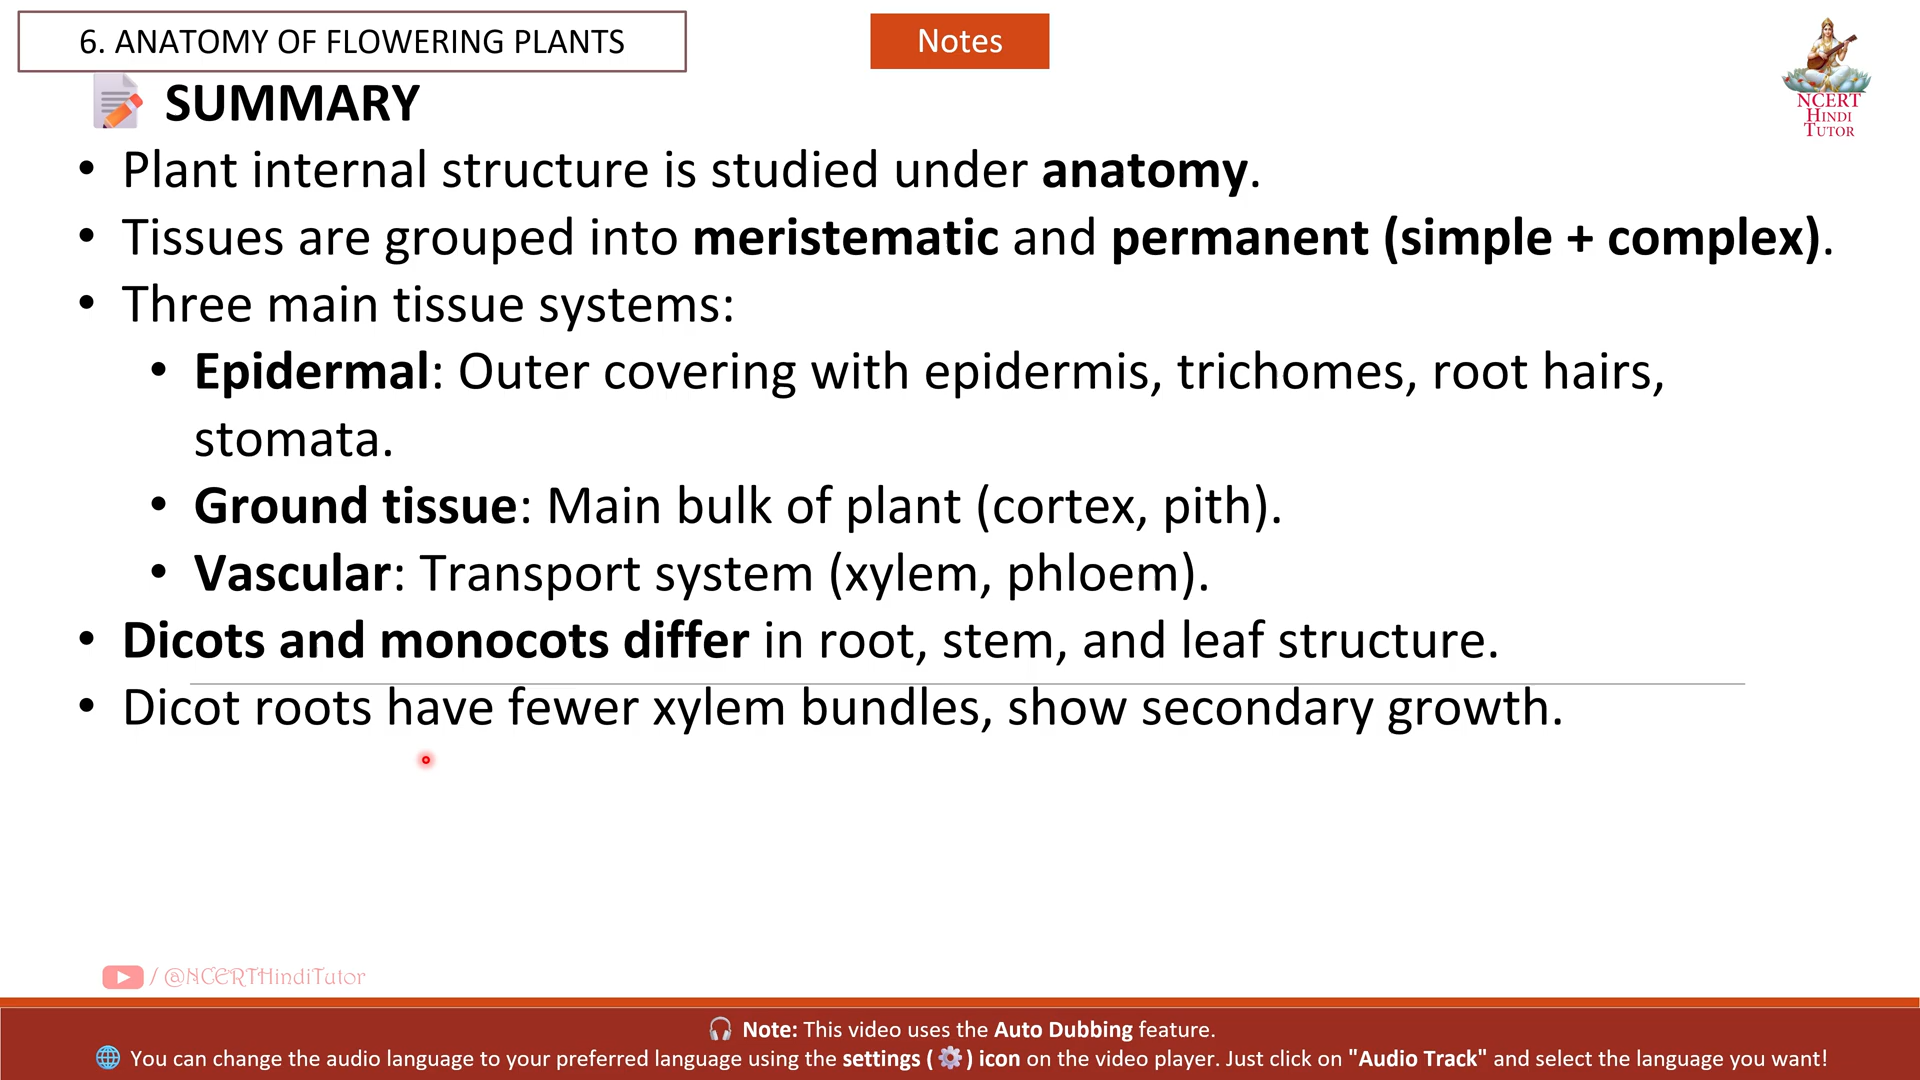 6. ANATOMY OF FLOWERING PLANTS
Notes
NCERT
HINDI
TUTOR
SUMMARY
• Plant internal structure is studied under anatomy.
• Tissues are grouped into meristematic and permanent (simple + complex).
• Three main tissue systems:
• Epidermal: Outer covering with epidermis, trichomes, root hairs,
stomata.
• Ground tissue: Main bulk of plant (cortex, pith).
• Vascular: Transport system (xylem, phloem).
• Dicots and monocots differ in root, stem, and leaf structure.
• Dicot roots have fewer xylem bundles, show secondary growth.
/ @NCERTHindiTutor
Note: This video uses the Auto Dubbing feature.
You can change the audio language to your preferred language using the settings ( ) icon on the video player. Just click on "Audio Track" and select the language you want!